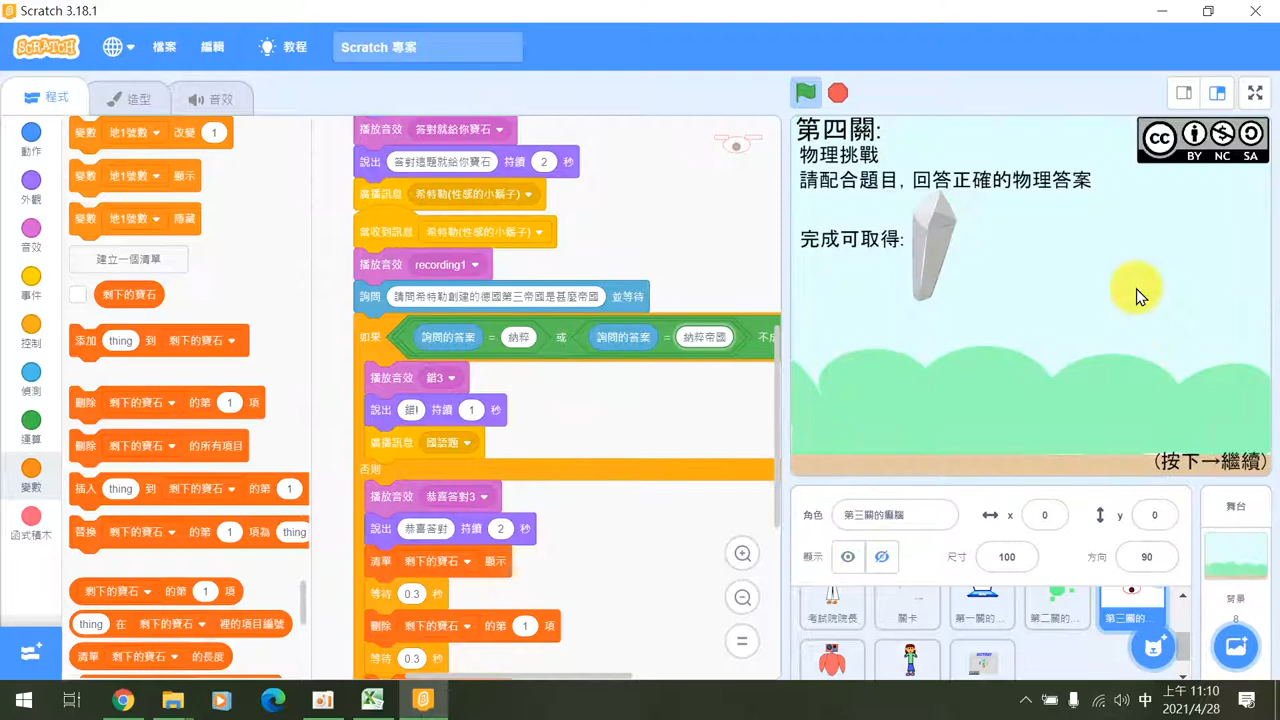 Scratch 3.18.1
SCRATCH
檔案
編輯
教程
Scratch 專案
程式
造型
音效
動作
外觀
音效
事件
控制
偵測
運算
變數
函式積木
變數 地1號數 改變 1
變數 地1號數 顯示
變數 地1號數 隱藏
建立一個清單
剩下的寶石
添加 thing 到 剩下的寶石
刪除 剩下的寶石 的第 1 項
刪除 剩下的寶石 的所有項目
插入 thing 到 剩下的寶石 的第 1
替換 剩下的寶石 的第 1 項為 thing
剩下的寶石 的第 1 項
thing 在 剩下的寶石 裡的項目編號
清單 剩下的寶石 的長度
播放音效 答對就給你寶石
說出 答對這題就給你寶石 持續 2 秒
廣播訊息 希特勒(性感的小鬍子)
當收到訊息 希特勒(性感的小鬍子)
播放音效 recording1
詢問 請問希特勒創建的德國第三帝國是甚麼帝國 並等待
如果 詢問的答案 = 納粹 或 詢問的答案 = 納粹帝國 不成
播放音效 錯3
說出 錯! 持續 1 秒
廣播訊息 國語題
否則
播放音效 恭喜答對3
說出 恭喜答對 持續 2 秒
清單 剩下的寶石 顯示
等待 0.3 秒
刪除 剩下的寶石 的第 1 項
等待 0.3 秒
第四關:
物理挑戰
請配合題目, 回答正確的物理答案
完成可取得:
(按下→繼續)
CC
BY NC SA
角色 第三關的電腦 x 0 y 0
顯示 尺寸 100 方向 90
考試院院長
關卡
第一關的...
第二關的...
第三關的...
舞台
背景
8
中
上午 11:10
2021/4/28